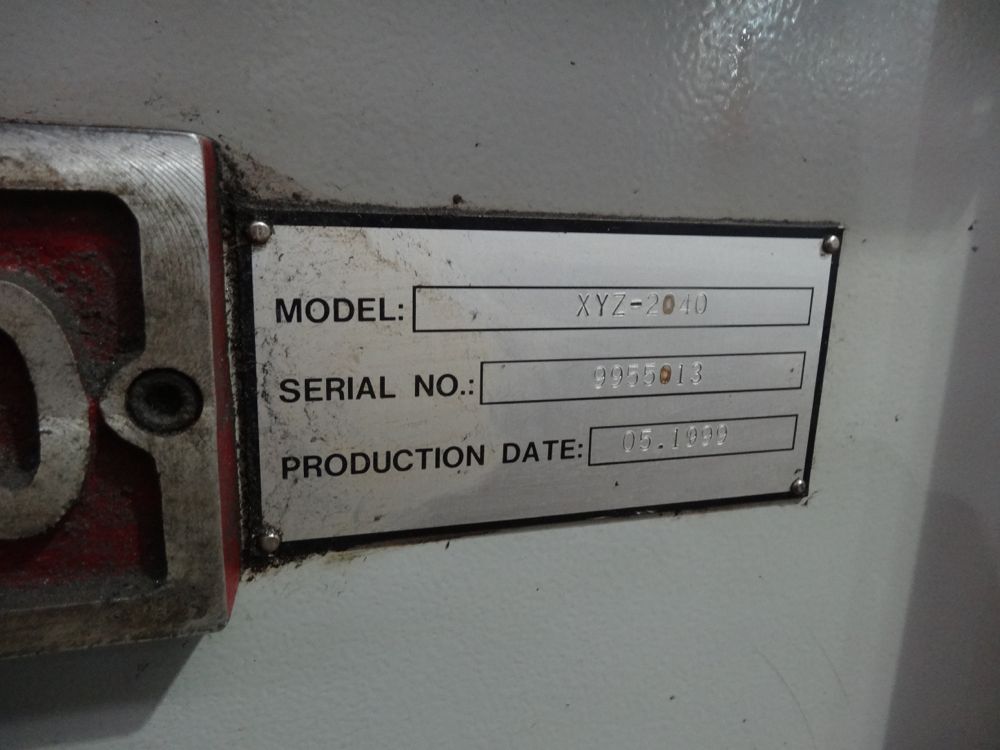 MODEL: XYZ-2040
SERIAL NO.: 9955013
PRODUCTION DATE: 05.1999